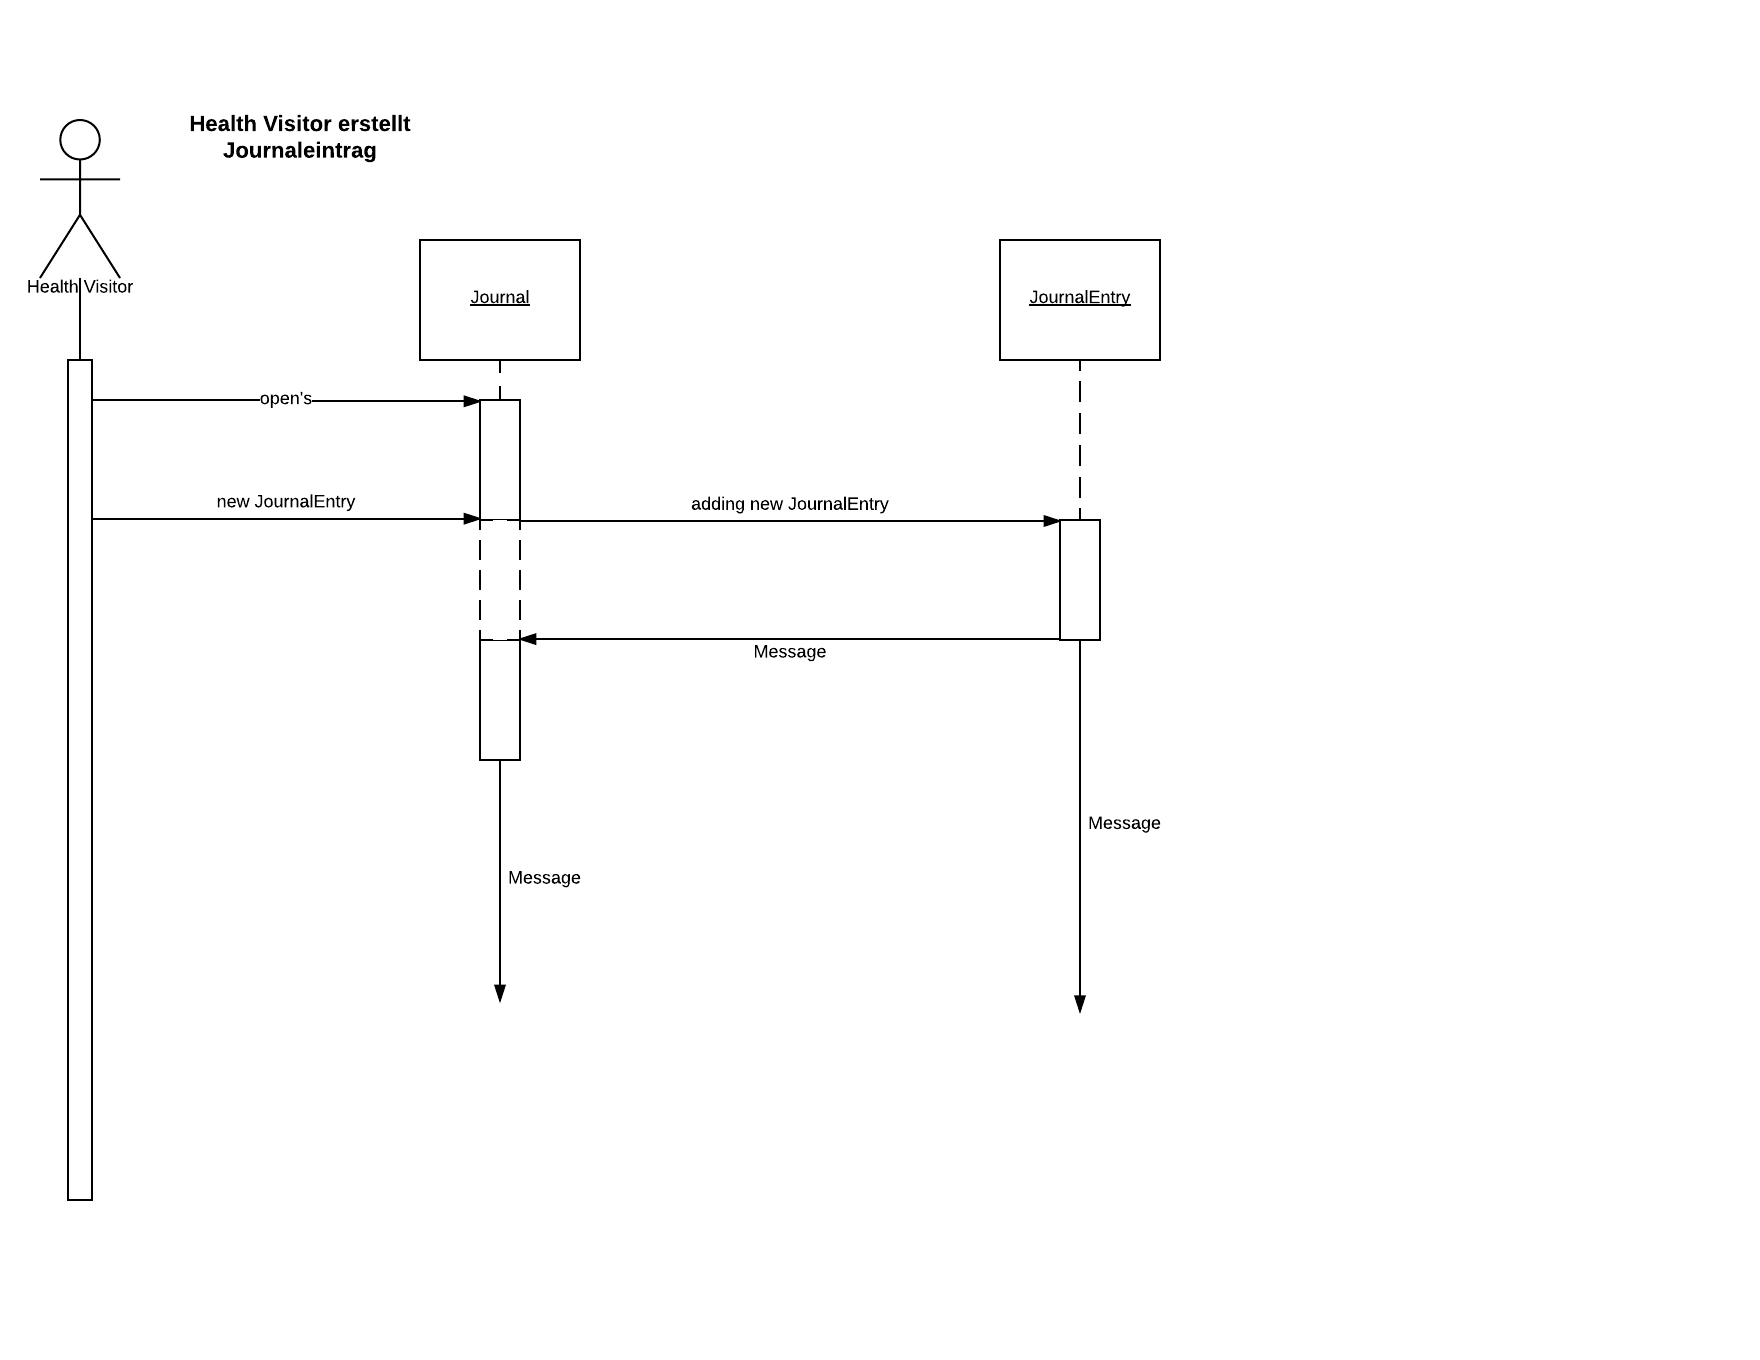 Health Visitor erstellt
Journaleintrag
Health Visitor
Journal
JournalEntry
open's
new JournalEntry
adding new JournalEntry
Message
Message
Message